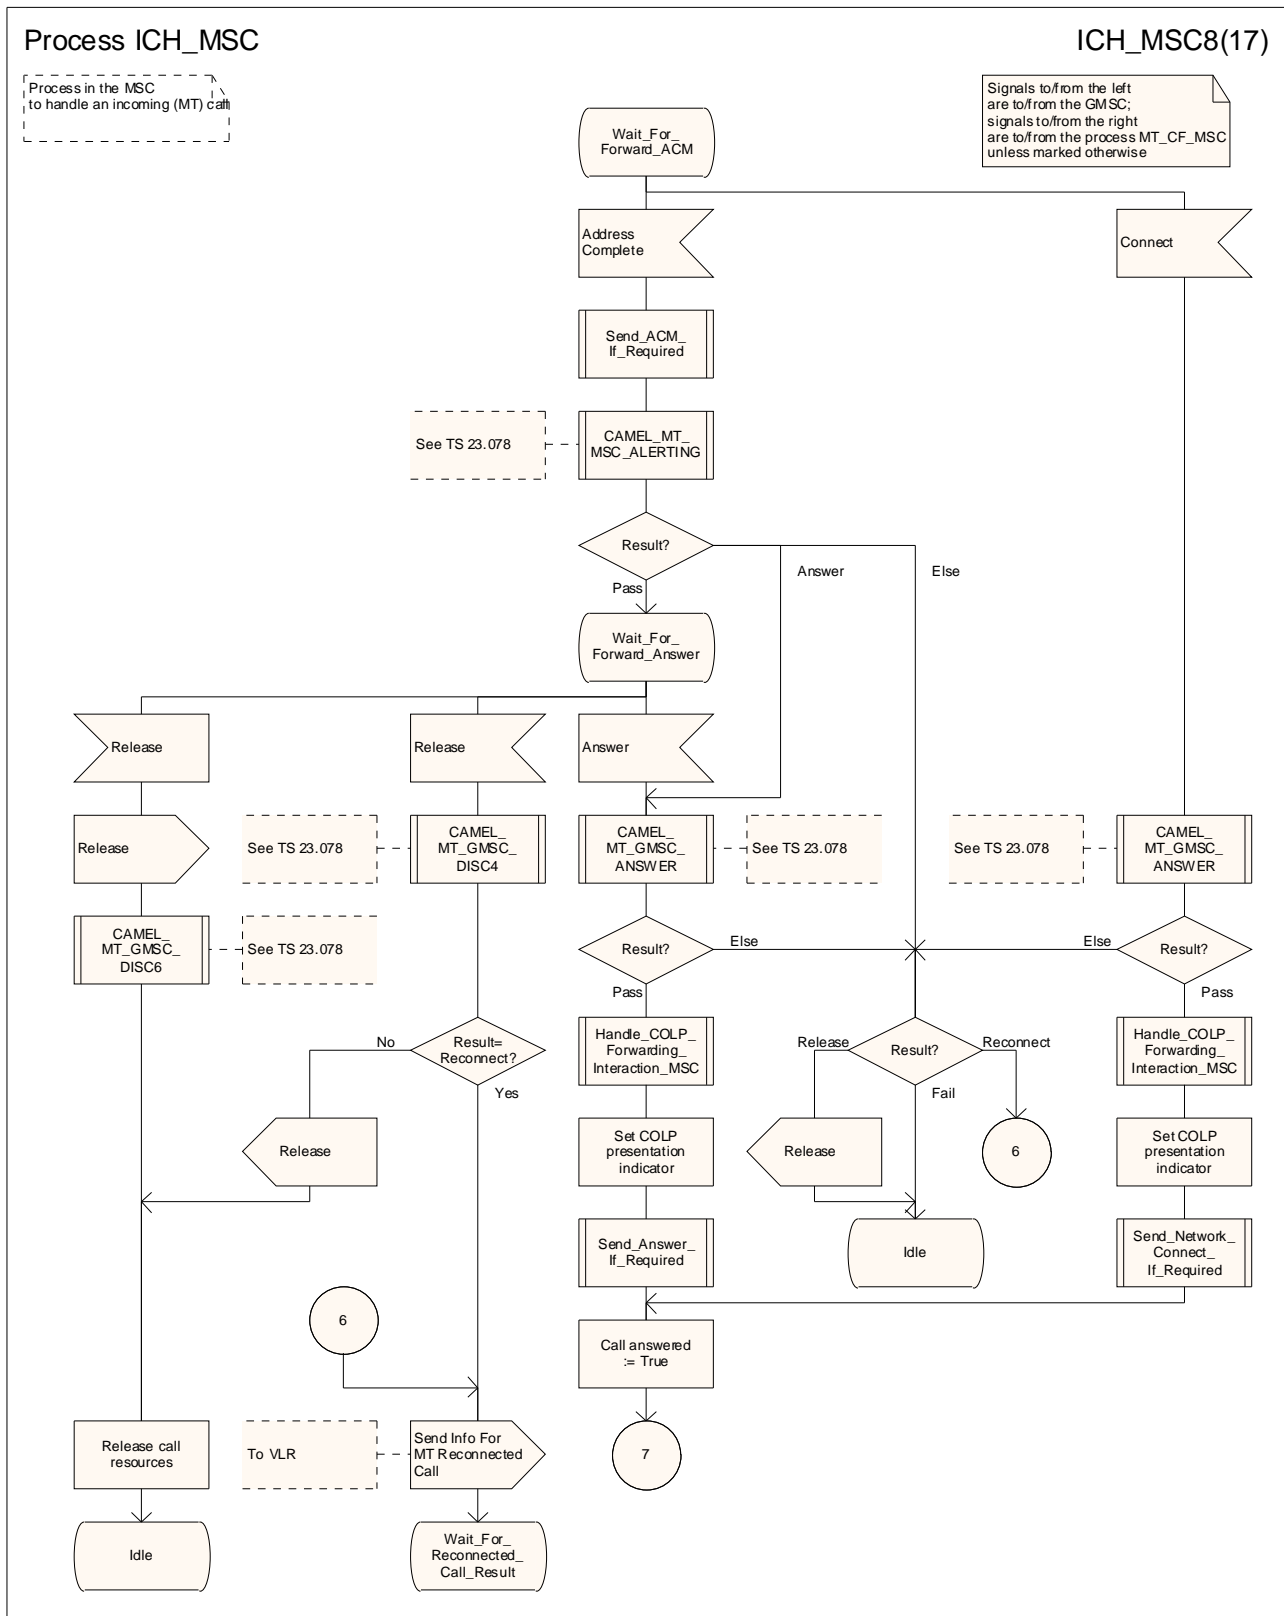 Process ICH_MSC
ICH_MSC8(17)
Process in the MSC
to handle an incoming (MT) call
Signals to/from the left
are to/from the GMSC;
signals to/from the right
are to/from the process MT_CF_MSC
unless marked otherwise
Wait_For_
Forward_ACM
Address
Complete
Connect
Send_ACM_
If_Required
See TS 23.078
CAMEL_MT_
MSC_ALERTING
Result?
Answer
Else
Pass
Wait_For_
Forward_Answer
Release
Release
Answer
Release
See TS 23.078
CAMEL_
MT_GMSC_
DISC4
CAMEL_
MT_GMSC_
ANSWER
See TS 23.078
See TS 23.078
CAMEL_
MT_GMSC_
ANSWER
CAMEL_
MT_GMSC_
DISC6
See TS 23.078
Result?
Else
Else
Result?
Pass
Pass
No
Result=
Reconnect?
Yes
Handle_COLP_
Forwarding_
Interaction_MSC
Release
Result?
Reconnect
Fail
Handle_COLP_
Forwarding_
Interaction_MSC
Release
Set COLP
presentation
indicator
Release
6
Set COLP
presentation
indicator
Send_Answer_
If_Required
Idle
Send_Network_
Connect_
If_Required
6
Call answered
:= True
Release call
resources
To VLR
Send Info For
MT Reconnected
Call
7
Idle
Wait_For_
Reconnected_
Call_Result